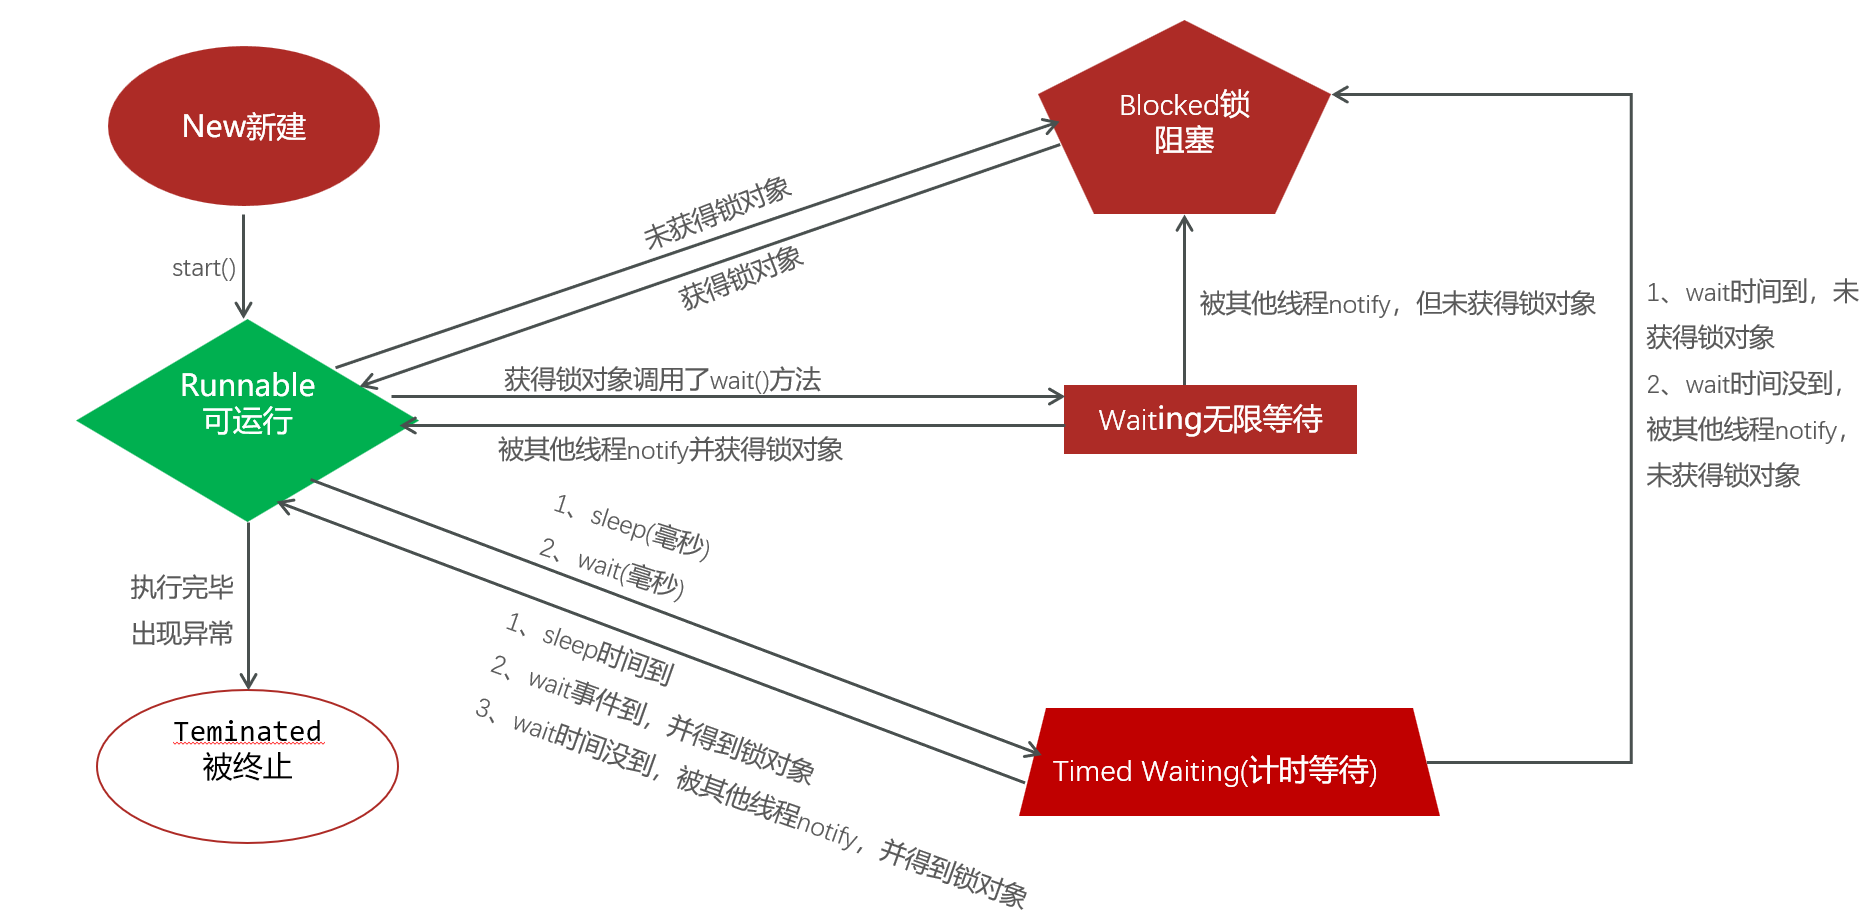 New新建
start()
Runnable
可运行
执行完毕
出现异常
Teminated
被终止
未获得锁对象
获得锁对象
获得锁对象调用了wait()方法
被其他线程notify并获得锁对象
1、sleep(毫秒)
2、wait(毫秒)
1、sleep时间到
2、wait事件到，并得到锁对象
3、wait时间没到，被其他线程notify，并得到锁对象
Blocked锁
阻塞
被其他线程notify，但未获得锁对象
Waiting无限等待
Timed Waiting(计时等待)
1、wait时间到，未
获得锁对象
2、wait时间没到，
被其他线程notify，
未获得锁对象